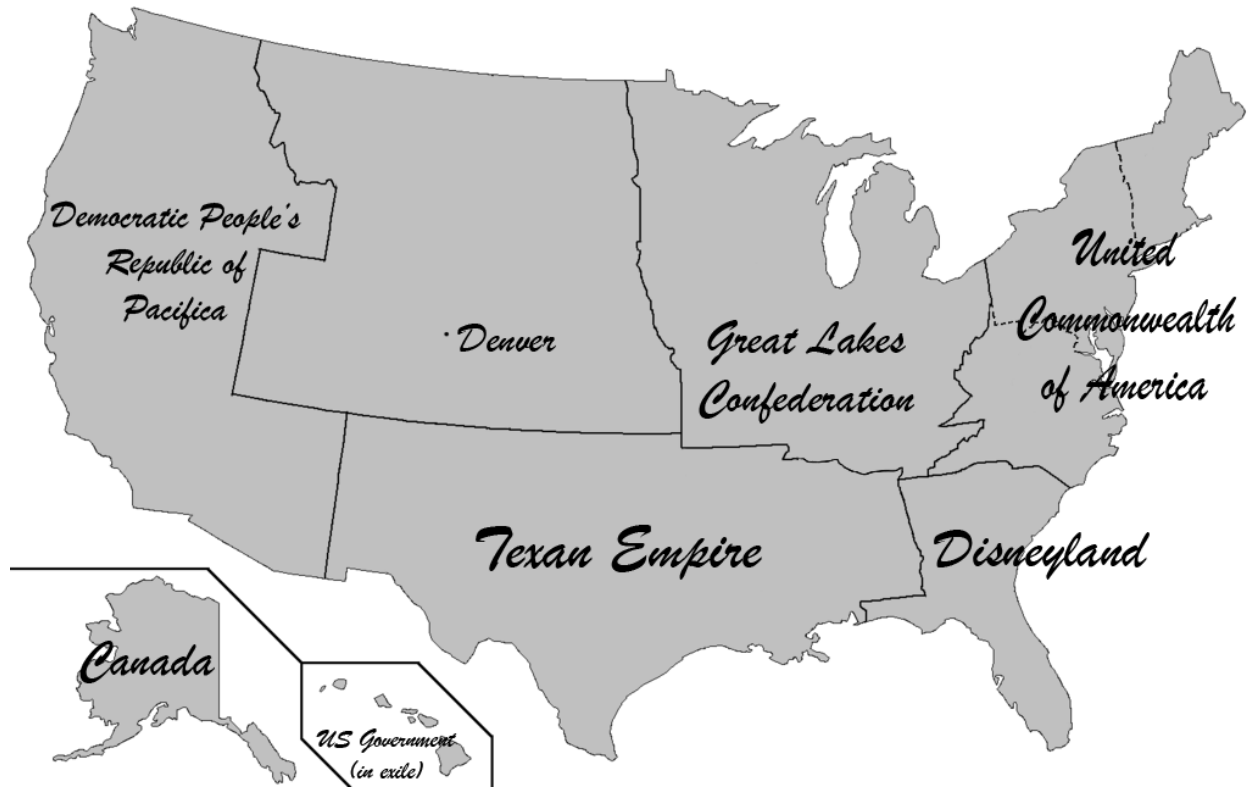 Democratic People's
Republic of
Pacifica
Denver
Great Lakes
Confederation
United
Commonwealth
of America
Texan Empire
Disneyland
Canada
US Government
(in exile)